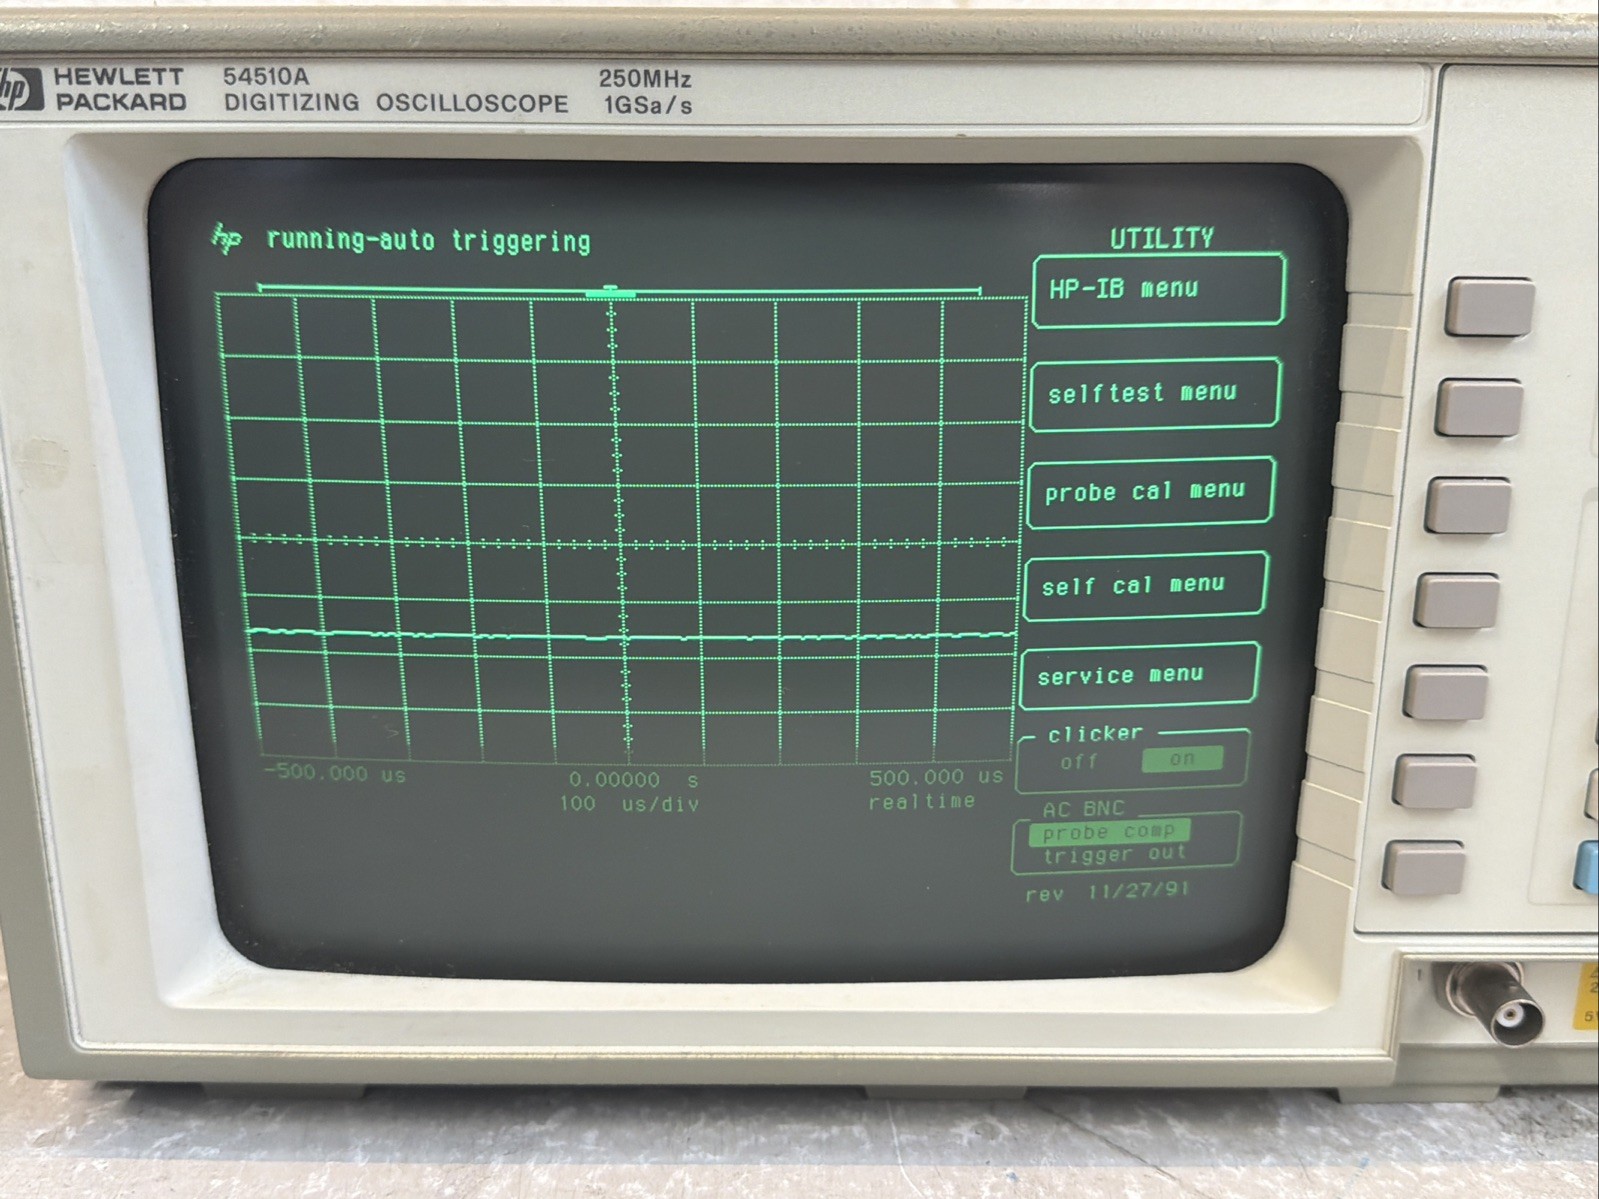 hp HEWLETT PACKARD
54510A
DIGITIZING OSCILLOSCOPE
250MHz
1GSa/s
hp running-auto triggering
UTILITY
HP-IB menu
selftest menu
probe cal menu
self cal menu
service menu
clicker
off on
AC BNC
probe comp
trigger out
rev 11/27/91
-500.000 us
0.00000 s
500.000 us
100 us/div
realtime
1